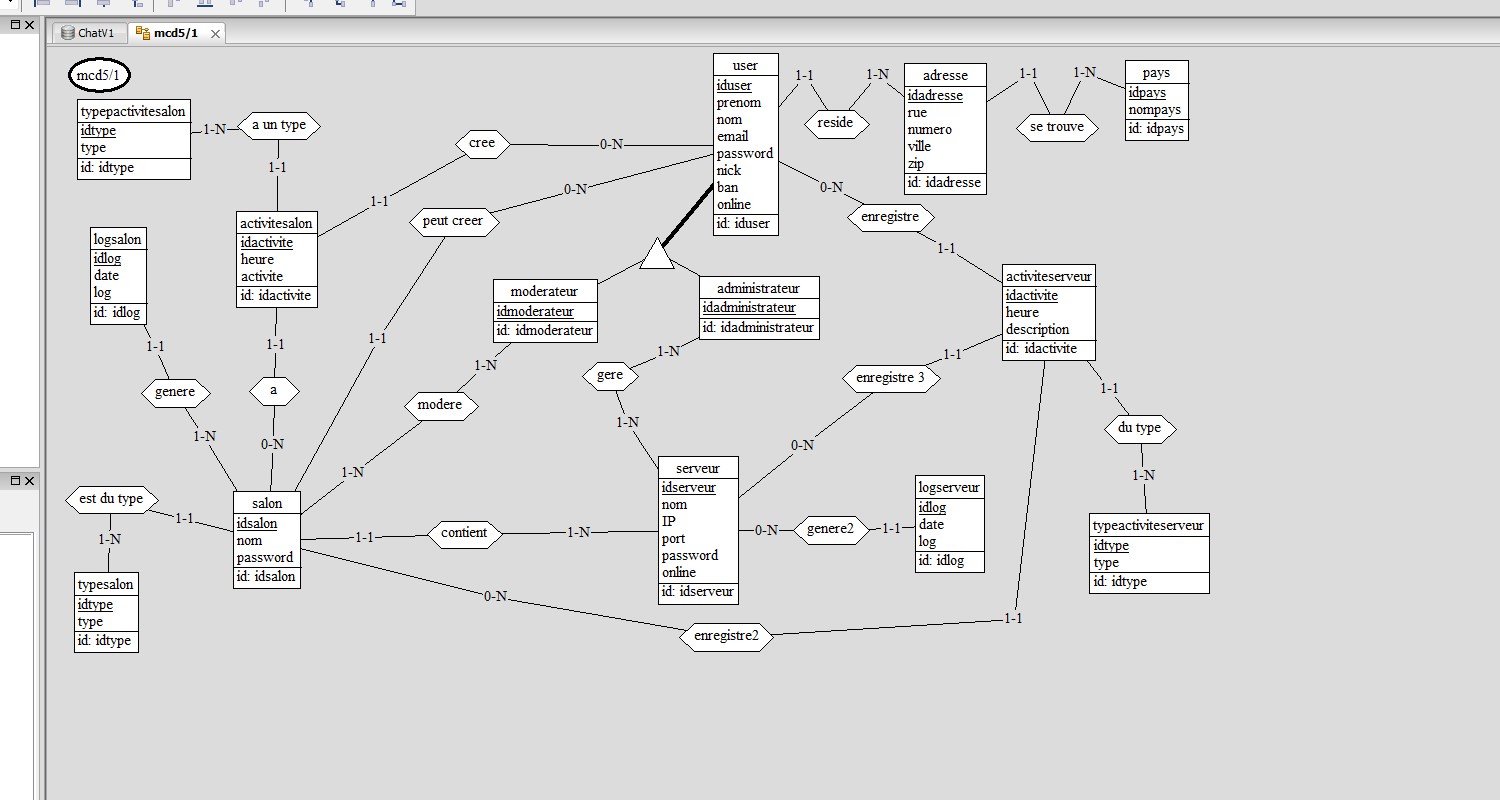 ChatV1
mcd5/1
mcd5/1
typepactivitesalon
idtype
type
id: idtype
1-N
a un type
1-1
cree
1-1
0-N
user
iduser
prenom
nom
email
password
nick
ban
online
id: iduser
1-1
reside
1-N
adresse
idadresse
rue
numero
ville
zip
id: idadresse
1-1
se trouve
1-N
pays
idpays
nompays
id: idpays
peut creer
0-N
1-1
0-N
enregistre
1-1
logsalon
idlog
date
log
id: idlog
1-1
genere
1-N
activitesalon
idactivite
heure
activite
id: idactivite
1-1
a
0-N
moderateur
idmoderateur
id: idmoderateur
1-N
modere
1-N
administrateur
idadministrateur
id: idadministrateur
1-N
gere
1-N
activiteserveur
idactivite
heure
description
id: idactivite
1-1
enregistre 3
0-N
1-1
du type
1-N
typeactiviteserveur
idtype
type
id: idtype
est du type
1-1
1-N
typesalon
idtype
type
id: idtype
salon
idsalon
nom
password
id: idsalon
1-1
contient
1-N
serveur
idserveur
nom
IP
port
password
online
id: idserveur
0-N
genere2
1-1
logserveur
idlog
date
log
id: idlog
0-N
enregistre2
1-1